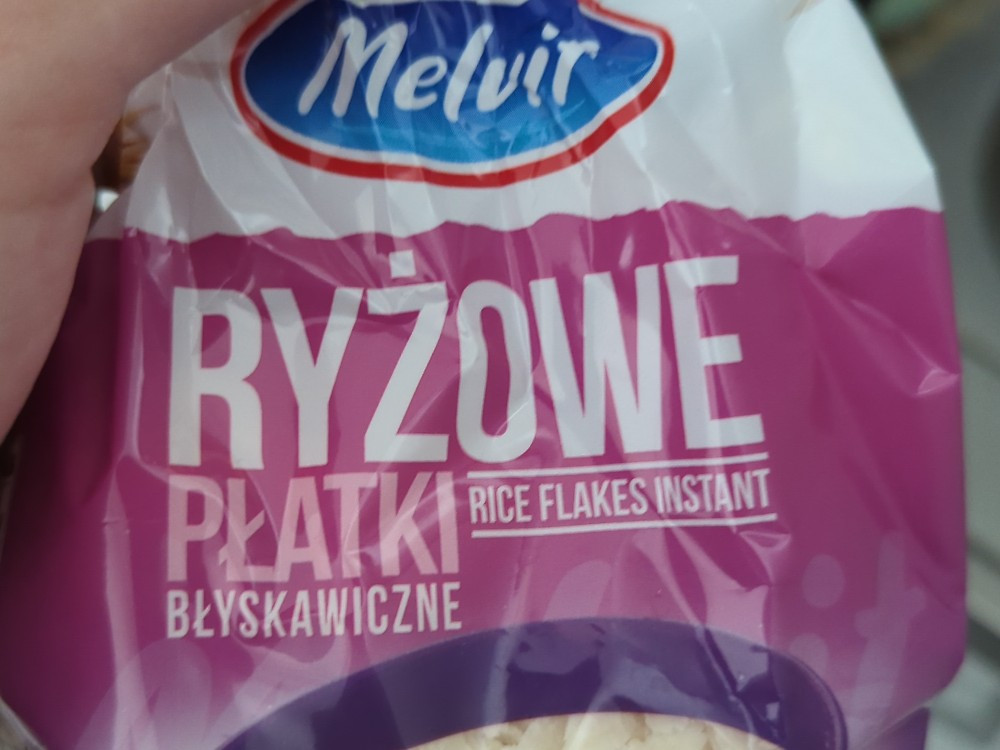 Melvir
RYŻOWE
PŁATKI
RICE FLAKES INSTANT
BŁYSKAWICZNE